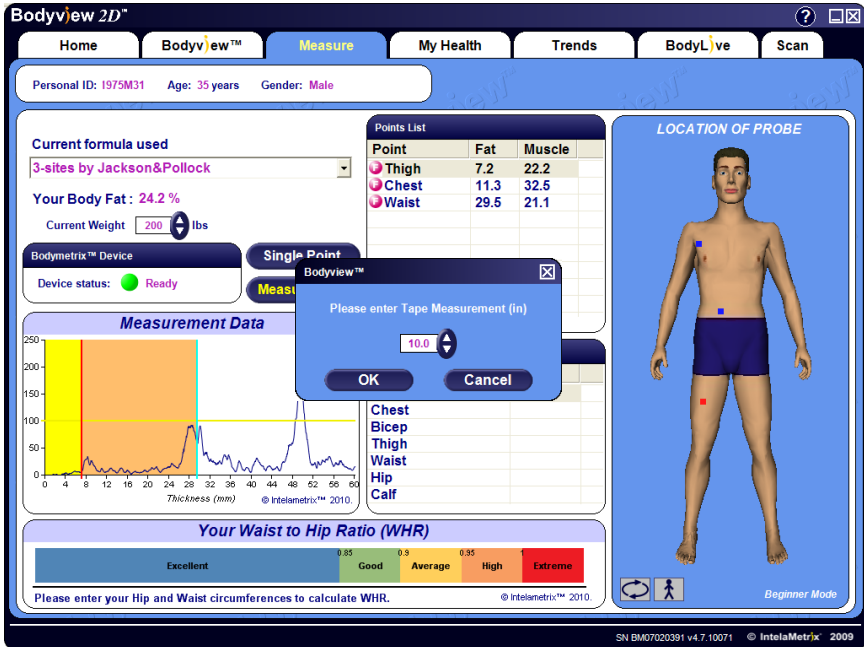 Bodyview 2D™
?
Home Bodyview™ Measure My Health Trends BodyLive Scan
Personal ID: I975M31 Age: 35 years Gender: Male
Current formula used
3-sites by Jackson&Pollock
Your Body Fat : 24.2 %
Current Weight 200 lbs
Bodymetrix™ Device
Device status: Ready
Single Point
Measu
Points List
Point Fat Muscle
F Thigh 7.2 22.2
F Chest 11.3 32.5
F Waist 29.5 21.1
Bodyview™
Please enter Tape Measurement (in)
10.0
OK Cancel
Measurement Data
250
200
150
100
50
0
0 4 8 12 16 20 24 28 32 36 40 44 48 52 56 60
Thickness (mm)
© Intelametrix™ 2010.
Chest
Bicep
Thigh
Waist
Hip
Calf
Your Waist to Hip Ratio (WHR)
0.85 0.9 0.95 1
Excellent Good Average High Extreme
Please enter your Hip and Waist circumferences to calculate WHR.
© Intelametrix™ 2010.
LOCATION OF PROBE
Beginner Mode
SN BM07020391 v4.7.10071 © IntelaMetrix® 2009